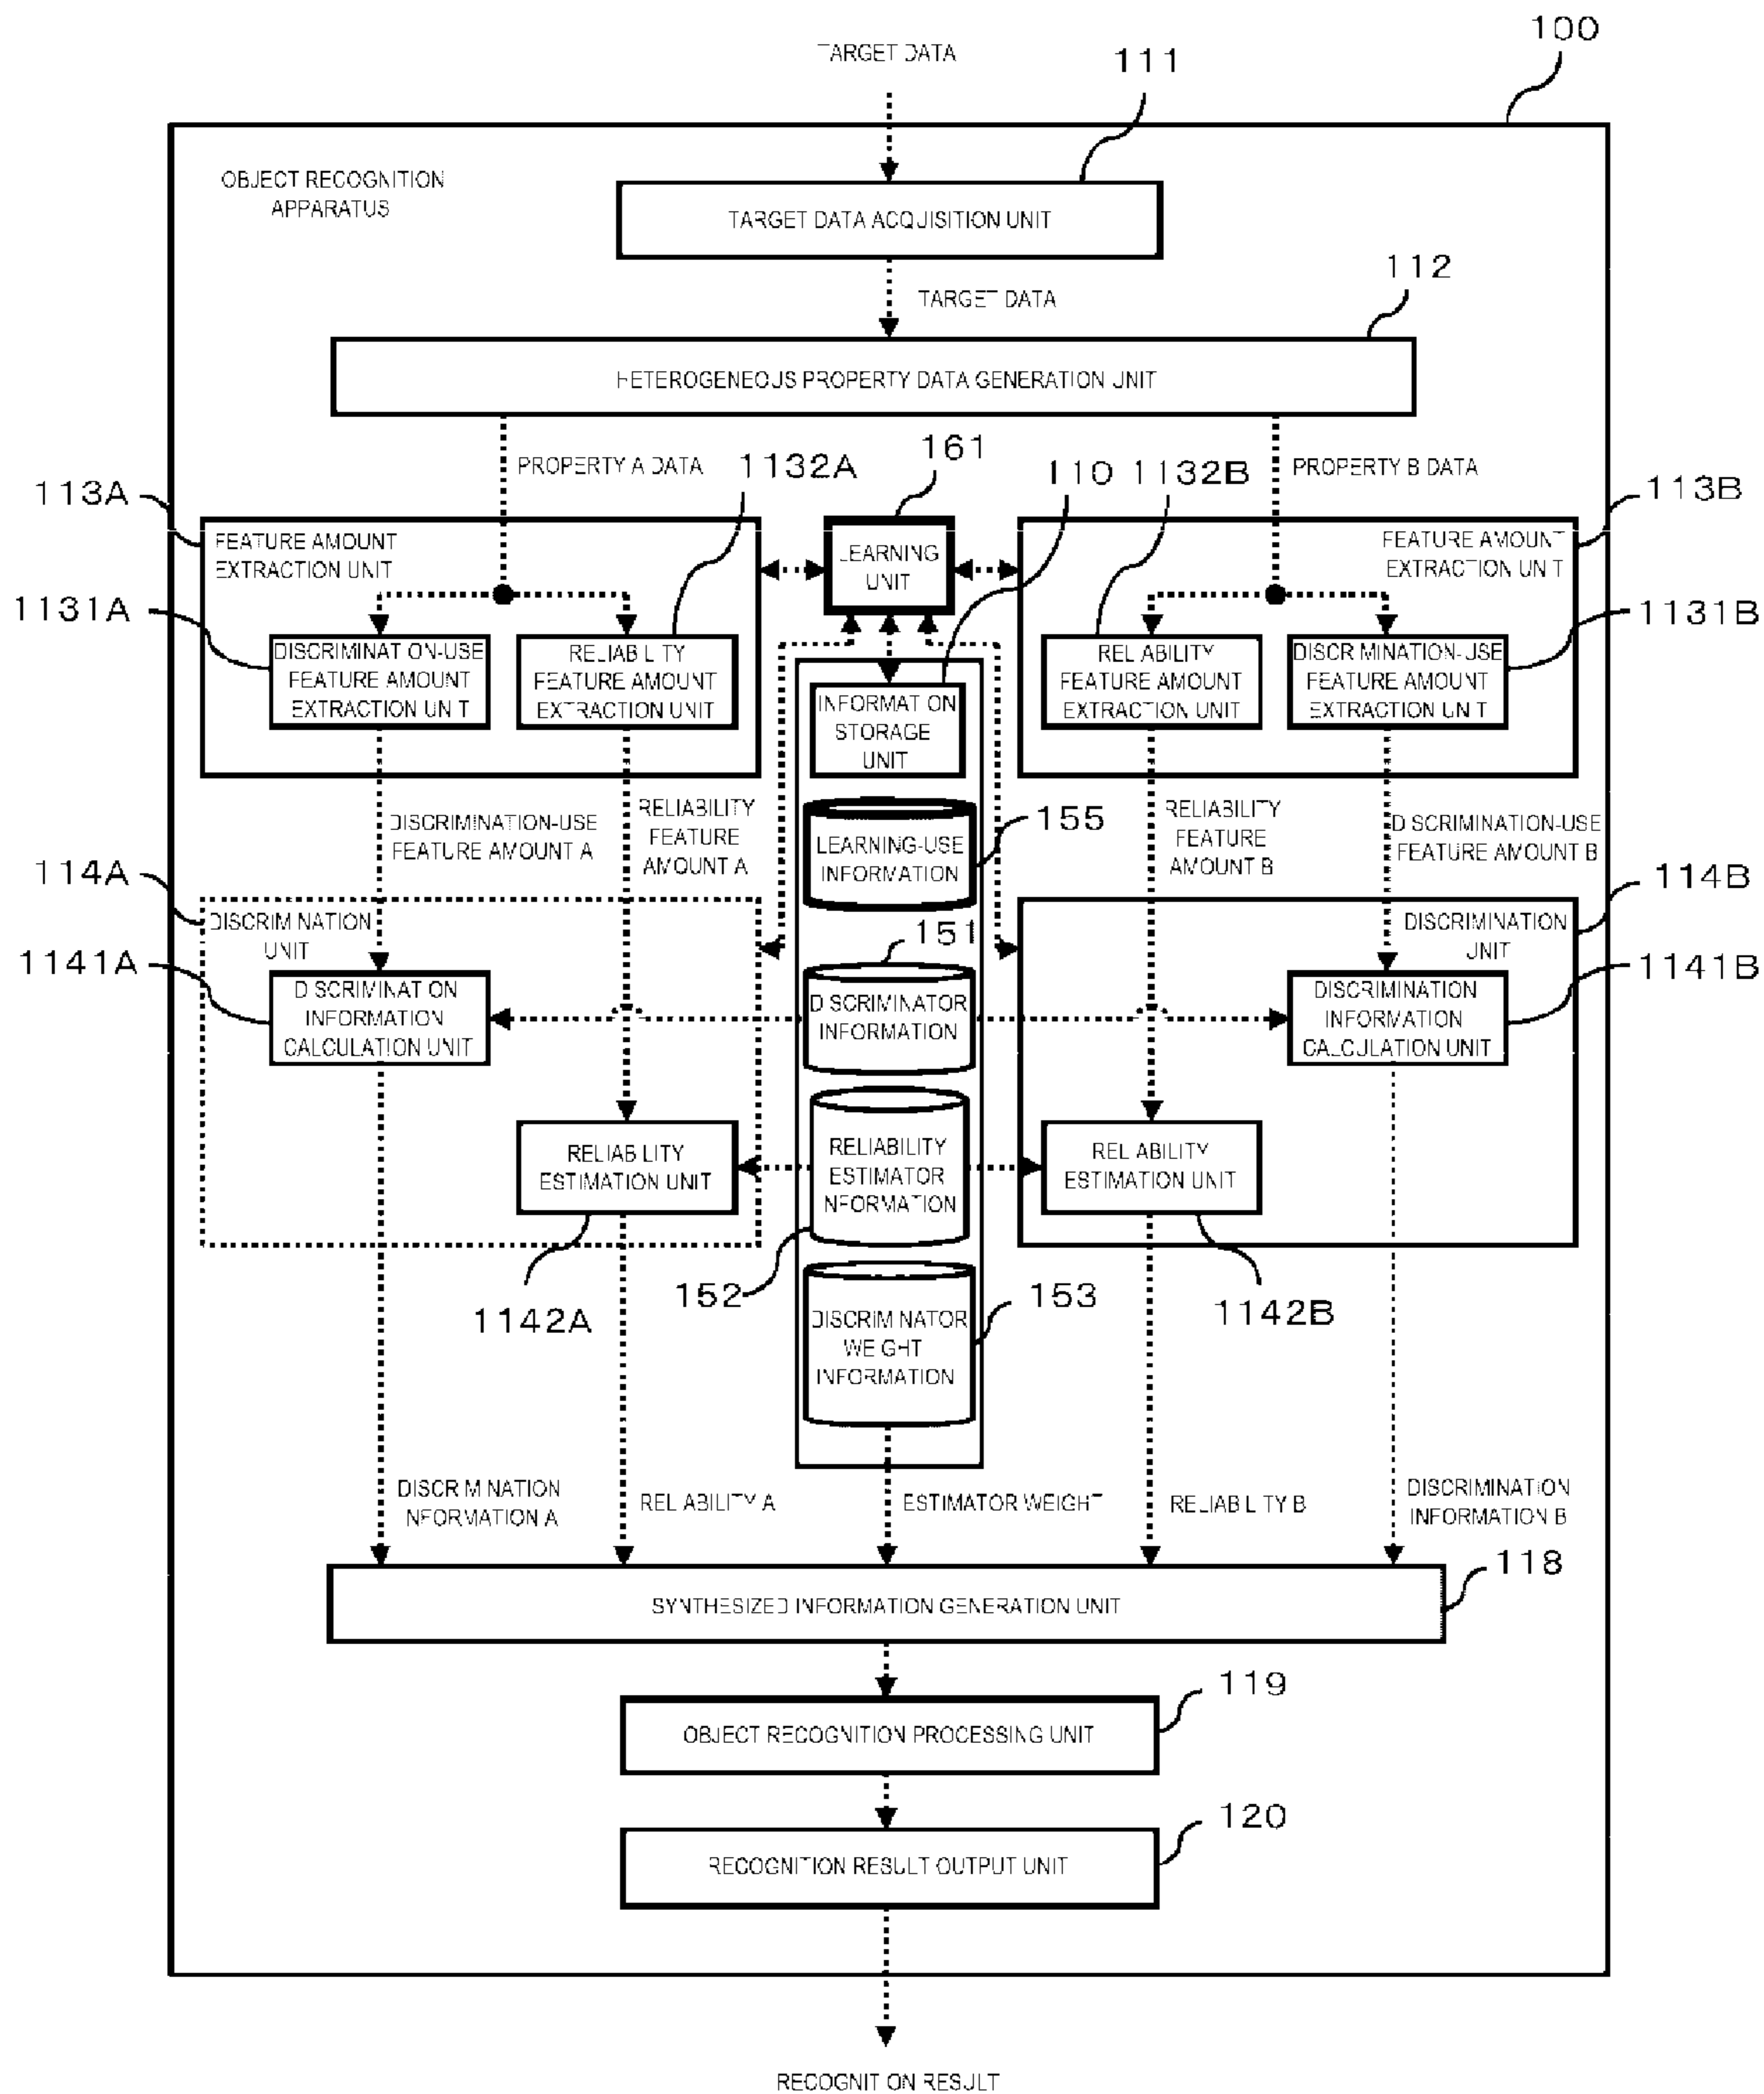 100
TARGET DATA
111
OBJECT RECOGNITION
APPARATUS
TARGET DATA ACQUISITION UNIT
112
TARGET DATA
HETEROGENEOUS PROPERTY DATA GENERATION UNIT
161
PROPERTY A DATA
1132A
110
1132B
PROPERTY B DATA
113A
113B
FEATURE AMOUNT
EXTRACTION UNIT
LEARNING
UNIT
FEATURE AMOUNT
EXTRACTION UNIT
1131A
1131B
DISCRIMINATION-USE
FEATURE AMOUNT
EXTRACTION UNIT
RELIABILITY
FEATURE AMOUNT
EXTRACTION UNIT
INFORMATION
STORAGE
UNIT
RELIABILITY
FEATURE AMOUNT
EXTRACTION UNIT
DISCRIMINATION-USE
FEATURE AMOUNT
EXTRACTION UNIT
DISCRIMINATION-USE
FEATURE AMOUNT A
RELIABILITY
FEATURE
AMOUNT A
LEARNING-USE
INFORMATION
155
RELIABILITY
FEATURE
AMOUNT B
DISCRIMINATION-USE
FEATURE AMOUNT B
114A
114B
DISCRIMINATION
UNIT
151
DISCRIMINATION
UNIT
1141A
1141B
DISCRIMINATION
INFORMATION
CALCULATION UNIT
DISCRIMINATOR
INFORMATION
DISCRIMINATION
INFORMATION
CALCULATION UNIT
RELIABILITY
ESTIMATION UNIT
RELIABILITY
ESTIMATOR
INFORMATION
RELIABILITY
ESTIMATION UNIT
1142A
152
153
1142B
DISCRIMINATOR
WEIGHT
INFORMATION
DISCRIMINATION
INFORMATION A
RELIABILITY A
ESTIMATOR WEIGHT
RELIABILITY B
DISCRIMINATION
INFORMATION B
118
SYNTHESIZED INFORMATION GENERATION UNIT
119
OBJECT RECOGNITION PROCESSING UNIT
120
RECOGNITION RESULT OUTPUT UNIT
RECOGNITION RESULT